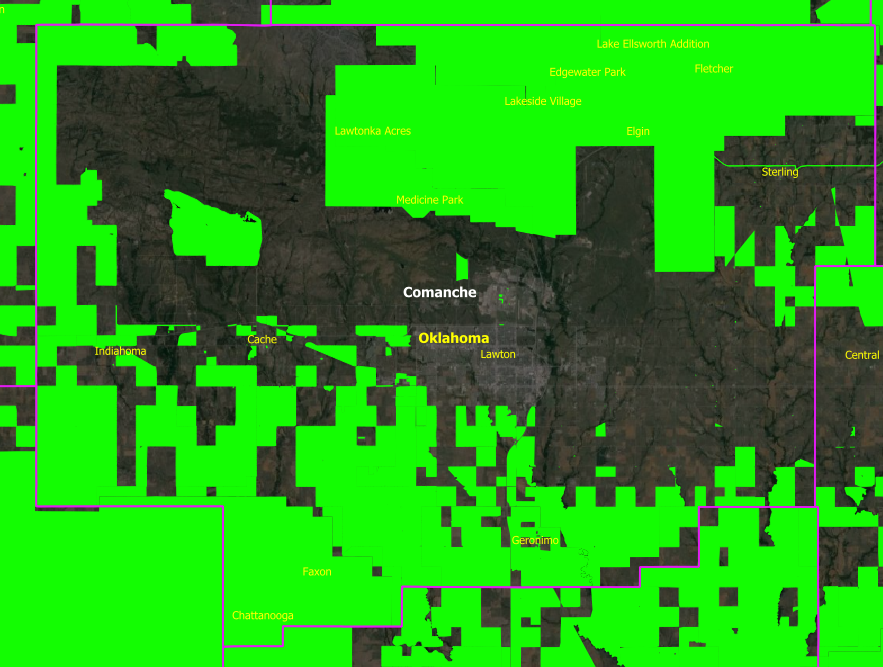 n
Lake Ellsworth Addition
Edgewater Park
Fletcher
Lakeside Village
Lawtonka Acres
Elgin
Sterling
Medicine Park
Comanche
Oklahoma
Indiahoma
Cache
Lawton
Central
Geronimo
Faxon
Chattanooga